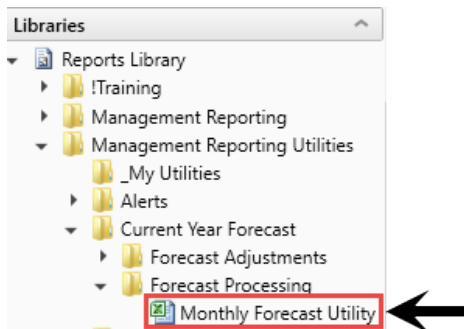 Libraries
Reports Library
!Training
Management Reporting
Management Reporting Utilities
_My Utilities
Alerts
Current Year Forecast
Forecast Adjustments
Forecast Processing
Monthly Forecast Utility